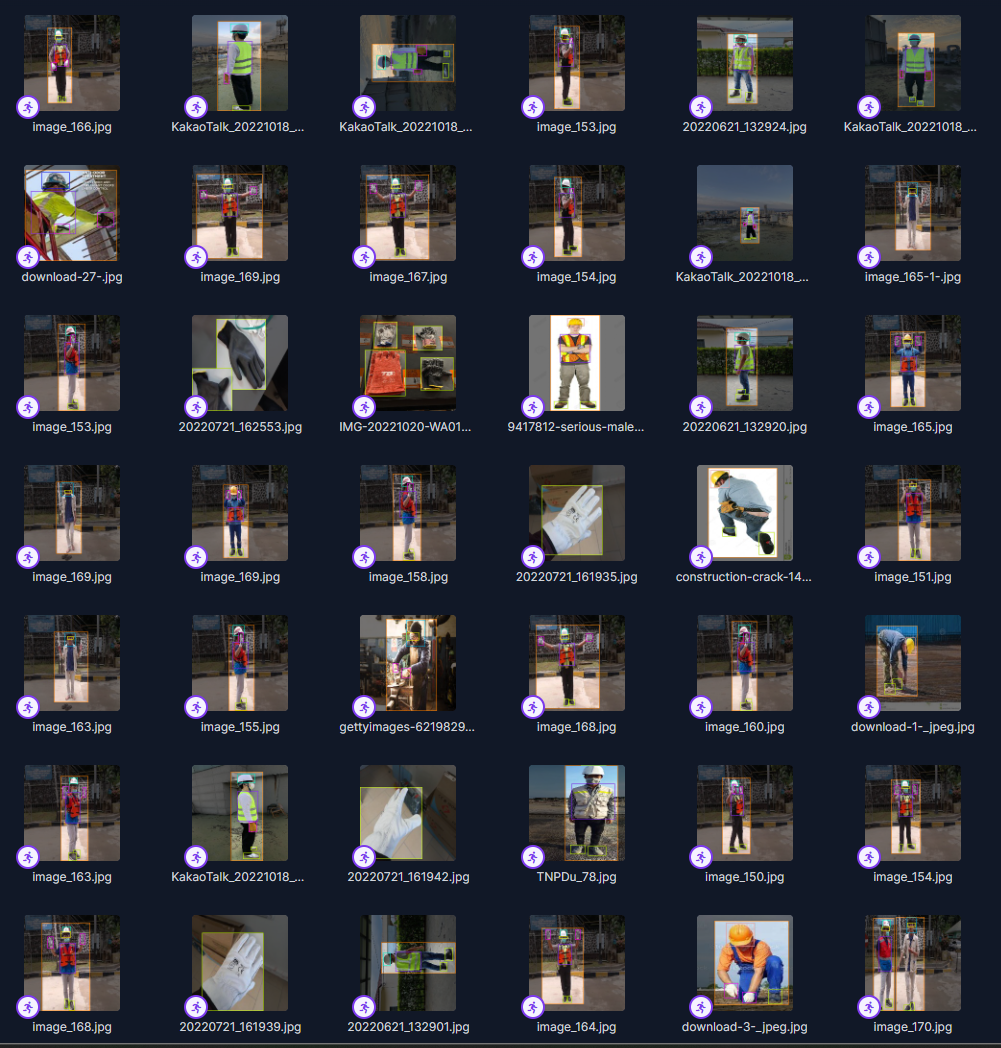 image_166.jpg
KakaoTalk_20221018_...
KakaoTalk_20221018_...
image_153.jpg
20220621_132924.jpg
KakaoTalk_20221018_...
download-27-.jpg
image_169.jpg
image_167.jpg
image_154.jpg
KakaoTalk_20221018_...
image_165-1-.jpg
image_153.jpg
20220721_162553.jpg
IMG-20221020-WA01...
9417812-serious-male...
20220621_132920.jpg
image_165.jpg
image_169.jpg
image_169.jpg
image_158.jpg
20220721_161935.jpg
construction-crack-14...
image_151.jpg
image_163.jpg
image_155.jpg
gettyimages-6219829...
image_168.jpg
image_160.jpg
download-1-_jpeg.jpg
image_163.jpg
KakaoTalk_20221018_...
20220721_161942.jpg
TNPDu_78.jpg
image_150.jpg
image_154.jpg
image_168.jpg
20220721_161939.jpg
20220621_132901.jpg
image_164.jpg
download-3-_jpeg.jpg
image_170.jpg